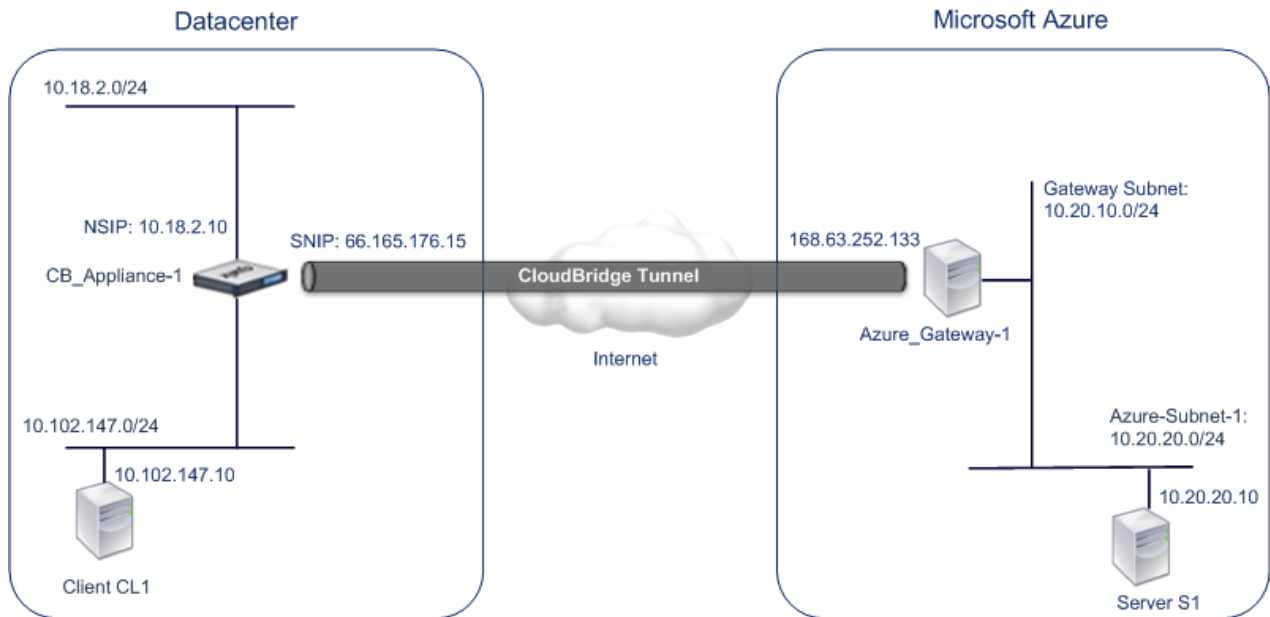 Datacenter
Microsoft Azure
10.18.2.0/24
NSIP: 10.18.2.10
CB_Appliance-1
SNIP: 66.165.176.15
CloudBridge Tunnel
Internet
168.63.252.133
Azure_Gateway-1
Gateway Subnet:
10.20.10.0/24
10.102.147.0/24
10.102.147.10
Client CL1
Azure-Subnet-1:
10.20.20.0/24
10.20.20.10
Server S1